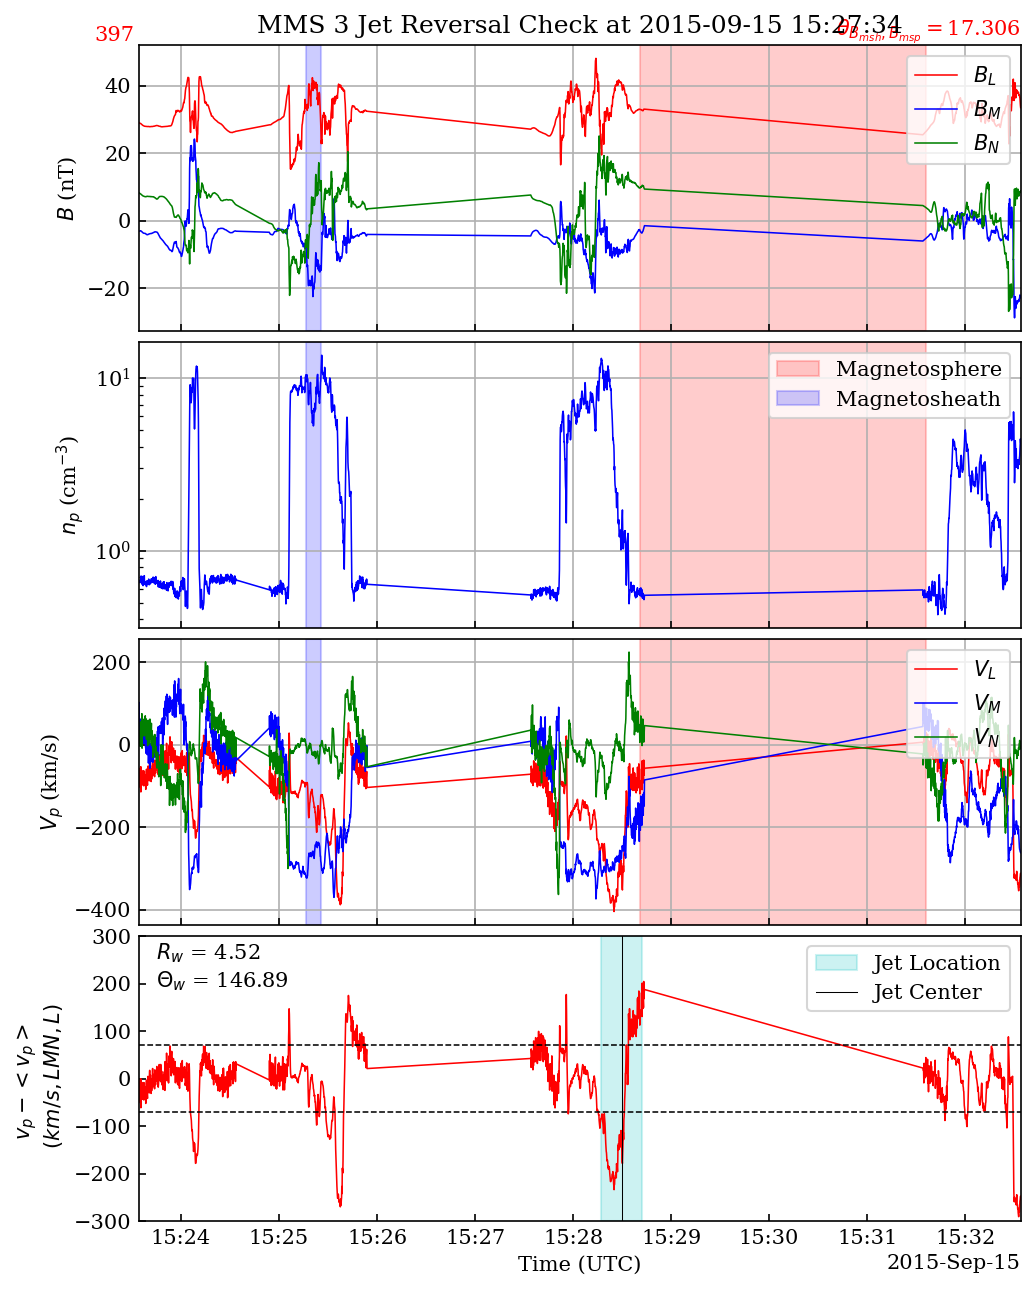 MMS 3 Jet Reversal Check at 2015-09-15 15:27:34
397
∂_{B_{msh}, B_{msp}} = 17.306
B (nT)
40
20
0
−20
B_L
B_M
B_N
n_p (cm^{−3})
10^1
10^0
Magnetosphere
Magnetosheath
V_p (km/s)
200
0
−200
−400
V_L
V_M
V_N
v_p − <v_p>
(km/s, LMN, L)
300
200
100
0
−100
−200
−300
R_w = 4.52
Θ_w = 146.89
Jet Location
Jet Center
15:24 15:25 15:26 15:27 15:28 15:29 15:30 15:31 15:32
Time (UTC)
2015-Sep-15